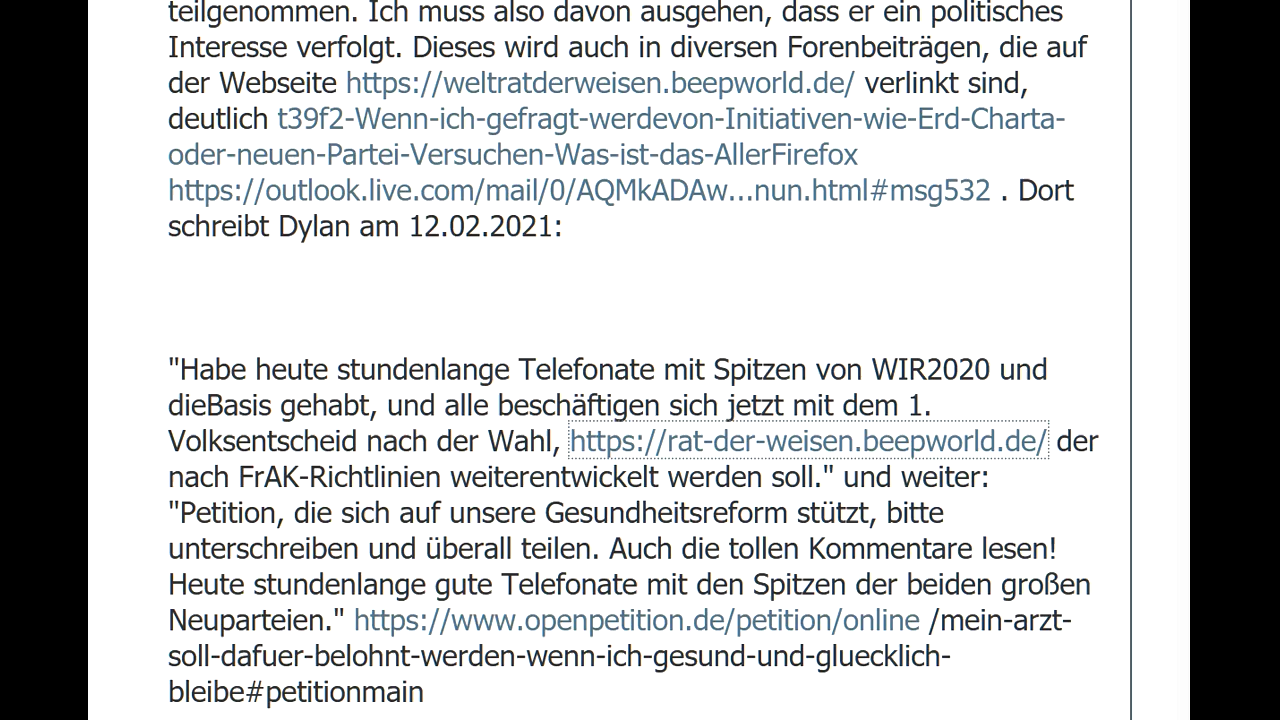 teilgenommen. Ich muss also davon ausgehen, dass er ein politisches
Interesse verfolgt. Dieses wird auch in diversen Forenbeiträgen, die auf
der Webseite https://weltratderweisen.beepworld.de/ verlinkt sind,
deutlich t39f2-Wenn-ich-gefragt-werdevon-Initiativen-wie-Erd-Charta-
oder-neuen-Partei-Versuchen-Was-ist-das-AllerFirefox
https://outlook.live.com/mail/0/AQMkADAw...nun.html#msg532 . Dort
schreibt Dylan am 12.02.2021:
"Habe heute stundenlange Telefonate mit Spitzen von WIR2020 und
dieBasis gehabt, und alle beschäftigen sich jetzt mit dem 1.
Volksentscheid nach der Wahl, https://rat-der-weisen.beepworld.de/ der
nach FrAK-Richtlinien weiterentwickelt werden soll." und weiter:
"Petition, die sich auf unsere Gesundheitsreform stützt, bitte
unterschreiben und überall teilen. Auch die tollen Kommentare lesen!
Heute stundenlange gute Telefonate mit den Spitzen der beiden großen
Neuparteien." https://www.openpetition.de/petition/online /mein-arzt-
soll-dafuer-belohnt-werden-wenn-ich-gesund-und-gluecklich-
bleibe#petitionmain